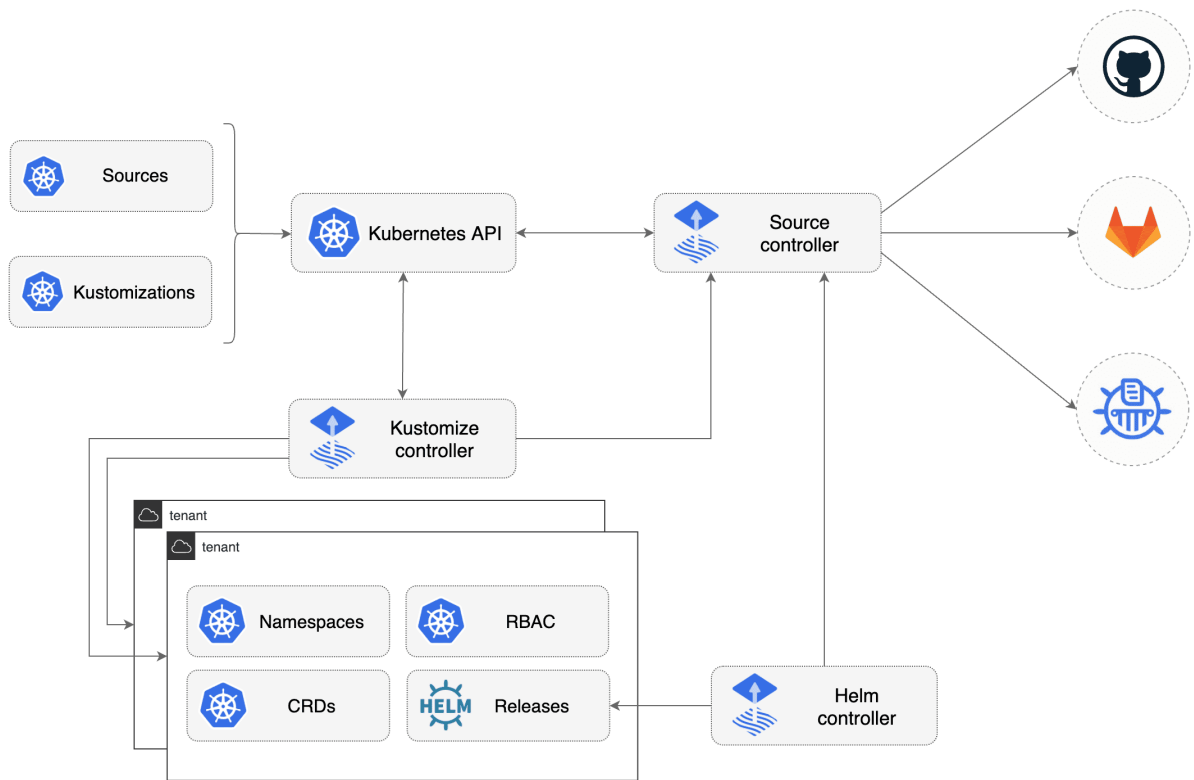 Sources
Kustomizations
Kubernetes API
Source
controller
Kustomize
controller
tenant
tenant
Namespaces
RBAC
CRDs
HELM
Releases
Helm
controller